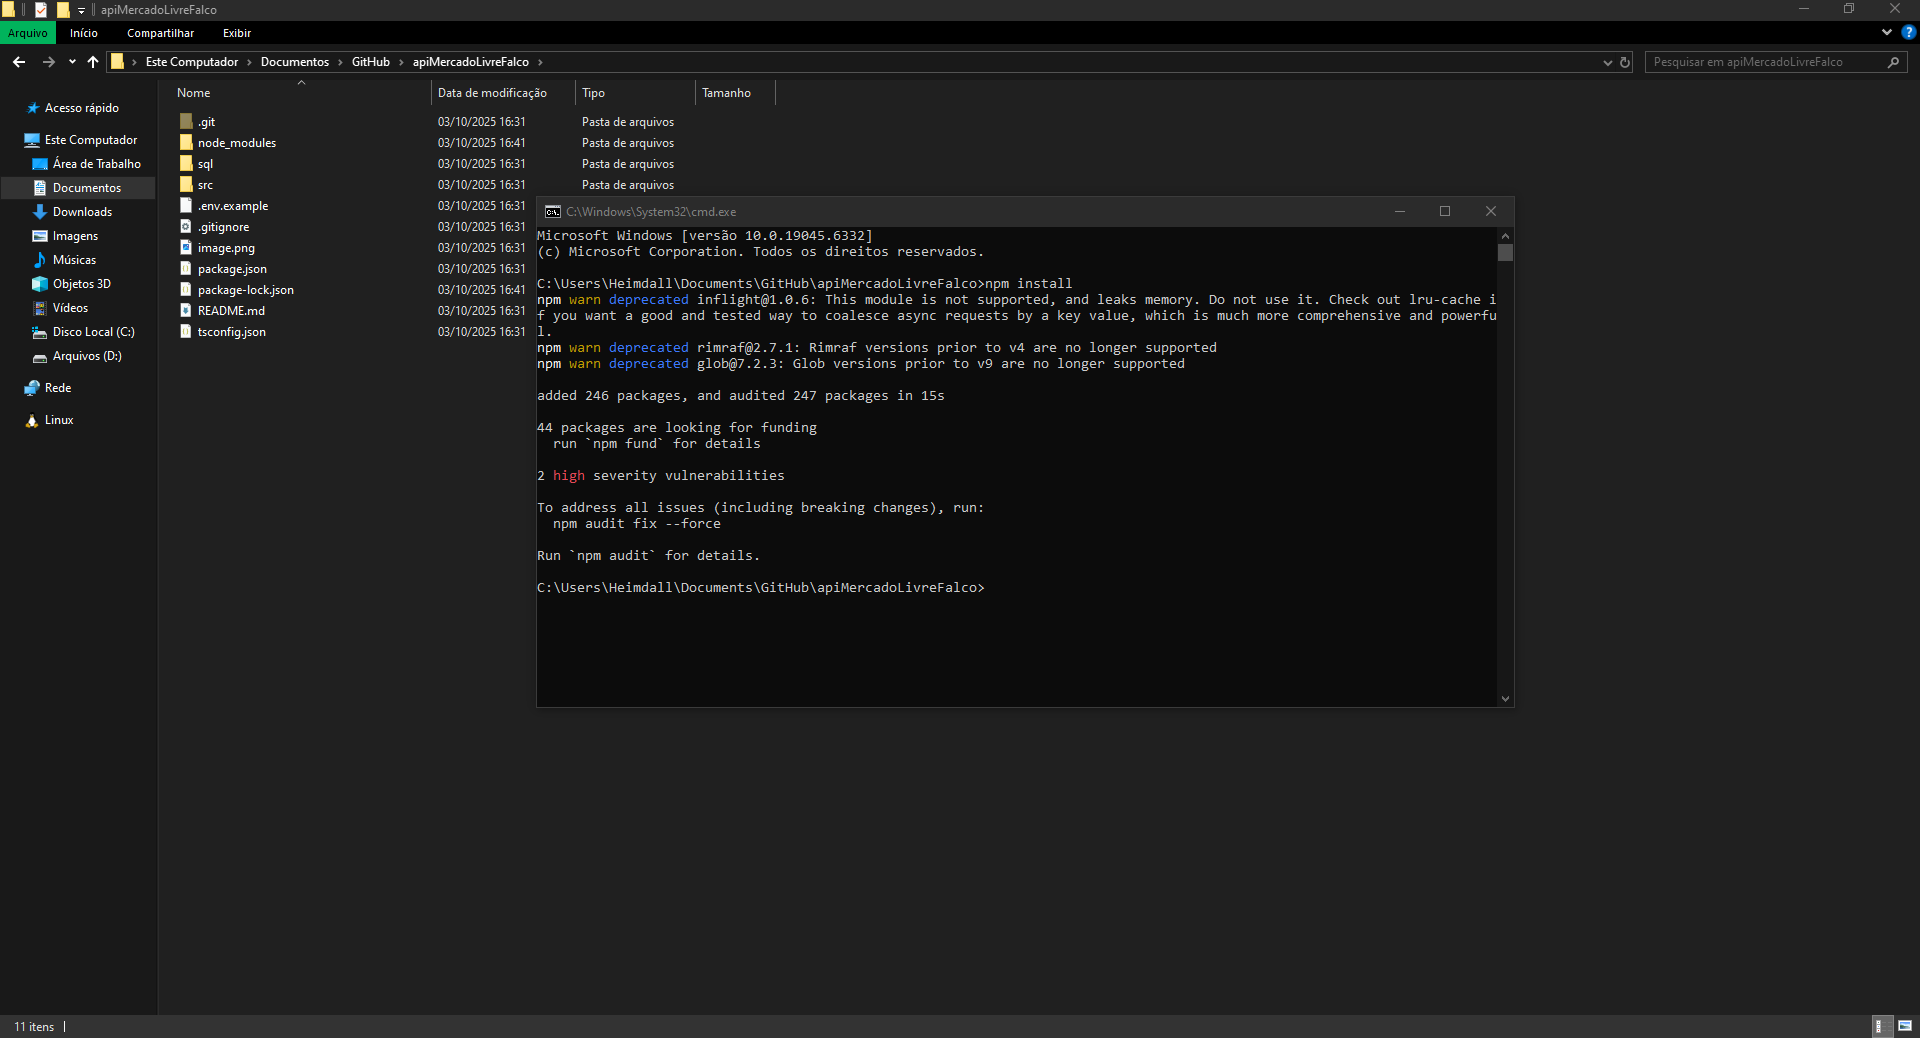 apiMercadoLivreFalco
Arquivo Início Compartilhar Exibir
Este Computador Documentos GitHub apiMercadoLivreFalco
Pesquisar em apiMercadoLivreFalco
Acesso rápido
Este Computador
Área de Trabalho
Documentos
Downloads
Imagens
Músicas
Objetos 3D
Vídeos
Disco Local (C:)
Arquivos (D:)
Rede
Linux
Nome Data de modificação Tipo Tamanho
.git 03/10/2025 16:31 Pasta de arquivos
node_modules 03/10/2025 16:41 Pasta de arquivos
sql 03/10/2025 16:31 Pasta de arquivos
src 03/10/2025 16:31 Pasta de arquivos
.env.example 03/10/2025 16:31
.gitignore 03/10/2025 16:31
image.png 03/10/2025 16:31
package.json 03/10/2025 16:31
package-lock.json 03/10/2025 16:41
README.md 03/10/2025 16:31
tsconfig.json 03/10/2025 16:31
C:\Windows\System32\cmd.exe
Microsoft Windows [versão 10.0.19045.6332]
(c) Microsoft Corporation. Todos os direitos reservados.
C:\Users\Heimdall\Documents\GitHub\apiMercadoLivreFalco>npm install
npm warn deprecated inflight@1.0.6: This module is not supported, and leaks memory. Do not use it. Check out lru-cache i
f you want a good and tested way to coalesce async requests by a key value, which is much more comprehensive and powerfu
l.
npm warn deprecated rimraf@2.7.1: Rimraf versions prior to v4 are no longer supported
npm warn deprecated glob@7.2.3: Glob versions prior to v9 are no longer supported
added 246 packages, and audited 247 packages in 15s
44 packages are looking for funding
run `npm fund` for details
2 high severity vulnerabilities
To address all issues (including breaking changes), run:
npm audit fix --force
Run `npm audit` for details.
C:\Users\Heimdall\Documents\GitHub\apiMercadoLivreFalco>
11 itens